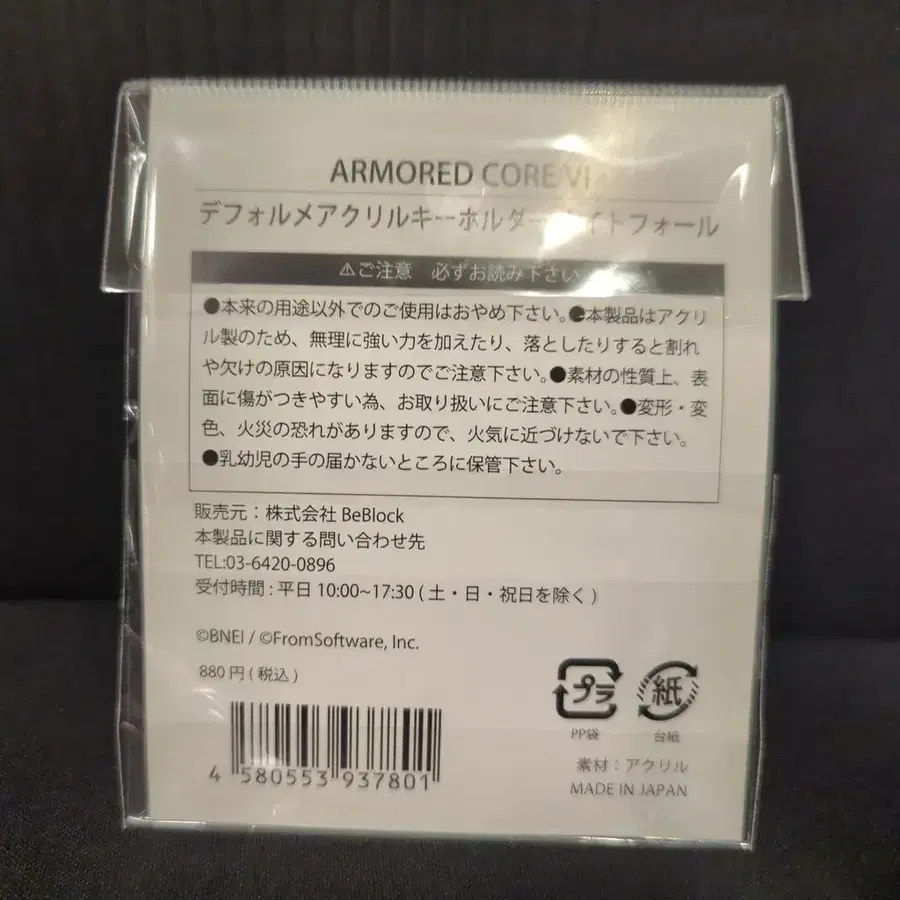 ARMORED CORE VI
デフォルメアクリルキーホルダー イトフォール
⚠ご注意 必ずお読み下さい
●本来の用途以外でのご使用はおやめ下さい。●本製品はアクリ
ル製のため、無理に強い力を加えたり、落としたりすると割れ
や欠けの原因になりますのでご注意下さい。●素材の性質上、表
面に傷がつきやすい為、お取り扱いにご注意下さい。●変形・変
色、火災の恐れがありますので、火気に近づけないで下さい。
●乳幼児の手の届かないところに保管下さい。
販売元：株式会社 BeBlock
本製品に関する問い合わせ先
TEL:03-6420-0896
受付時間 : 平日 10:00~17:30 ( 土・日・祝日を除く )
©BNEI / ©FromSoftware, Inc.
880 円 ( 税込 )
4 580553 937801
プラ
PP袋
紙
台紙
素材：アクリル
MADE IN JAPAN